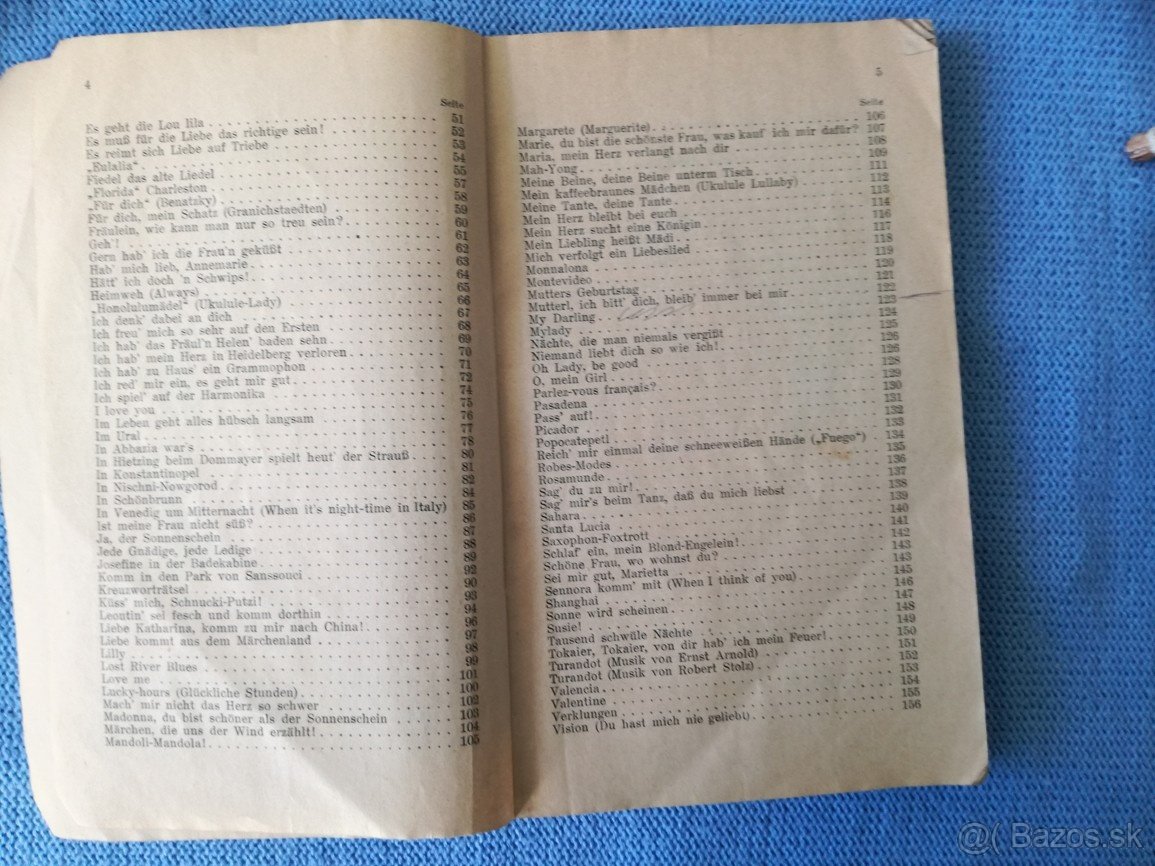 4
Seite
Es geht die Lou lila 51
Es muß für die Liebe das richtige sein! 52
Es reimt sich Liebe auf Triebe 53
„Eulalia“ 54
Fiedel das alte Liedel 55
„Florida“ Charleston 57
„Für dich“ (Benatzky) 58
Für dich, mein Schatz (Granichstaedten) 59
Fräulein, wie kann man nur so treu sein? 60
Geh'! 61
Gern hab' ich die Frau'n geküßt 62
Hab' mich lieb, Annemarie 63
Hätt' ich doch 'n Schwips! 64
Heimweh (Always) 65
„Honolulumädel“ (Ukulule-Lady) 66
Ich denk' dabei an dich 67
Ich freu' mich so sehr auf den Ersten 68
Ich hab' das Fräul'n Helen' baden sehn 69
Ich hab' mein Herz in Heidelberg verloren 70
Ich hab' zu Haus' ein Grammophon 71
Ich red' mir ein, es geht mir gut 72
Ich spiel' auf der Harmonika 74
I love you 75
Im Leben geht alles hübsch langsam 76
Im Ural 77
In Abbazia war's 78
In Hietzing beim Dommayer spielt heut' der Strauß 80
In Konstantinopel 81
In Nischni-Nowgorod 82
In Schönbrunn 84
In Venedig um Mitternacht (When it's night-time in Italy) 85
Ist meine Frau nicht süß? 86
Ja, der Sonnenschein 87
Jede Gnädige, jede Ledige 88
Josefine in der Badekabine 89
Komm in den Park von Sanssouci 92
Kreuzworträtsel 90
Küss' mich, Schnucki-Putzi! 93
Leontin' sei fesch und komm dorthin 94
Liebe Katharina, komm zu mir nach China! 96
Liebe kommt aus dem Märchenland 97
Lilly 98
Lost River Blues 99
Love me 101
Lucky-hours (Glückliche Stunden) 100
Mach' mir nicht das Herz so schwer 102
Madonna, du bist schöner als der Sonnenschein 103
Märchen, die uns der Wind erzählt! 104
Mandoli-Mandola! 105
5
Seite
Margarete (Marguerite) 106
Marie, du bist die schönste Frau, was kauf ich mir dafür? 107
Maria, mein Herz verlangt nach dir 108
Mah-Yong 109
Meine Beine, deine Beine unterm Tisch 111
Mein kaffeebraunes Mädchen (Ukulule Lullaby) 112
Meine Tante, deine Tante 113
Mein Herz bleibt bei euch 114
Mein Herz sucht eine Königin 116
Mein Liebling heißt Mädi 117
Mich verfolgt ein Liebeslied 118
Monnalona 119
Montevideo 120
Mutters Geburtstag 121
Mutterl, ich bitt' dich, bleib' immer bei mir 122
My Darling 123
Mylady 124
Nächte, die man niemals vergißt 125
Niemand liebt dich so wie ich! 126
Oh Lady, be good 126
O, mein Girl 128
Parlez-vous français? 129
Pasadena 130
Pass' auf! 131
Picador 132
Popocatepetl 133
Reich' mir einmal deine schneeweißen Hände („Fuego“) 134
Robes-Modes 135
Rosamunde 136
Sag' du zu mir! 137
Sag' mir's beim Tanz, daß du mich liebst 138
Sahara 139
Santa Lucia 140
Saxophon-Foxtrott 141
Schlaf' ein, mein Blond-Engelein! 142
Schöne Frau, wo wohnst du? 143
Sei mir gut, Marietta 143
Sennora komm' mit (When I think of you) 145
Shanghai 146
Sonne wird scheinen 147
Susie! 148
Tausend schwüle Nächte 149
Tokaier, Tokaier, von dir hab' ich mein Feuer! 150
Turandot (Musik von Ernst Arnold) 151
Turandot (Musik von Robert Stolz) 152
Valencia 153
Valentine 154
Verklungen 155
Vision (Du hast mich nie geliebt) 156
@( Bazos.sk